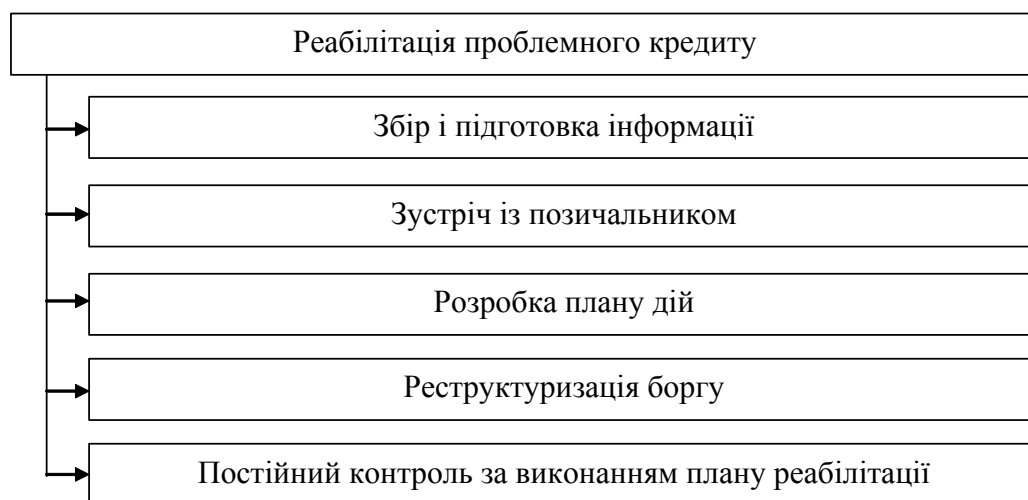 Реабілітація проблемного кредиту
Збір і підготовка інформації
Зустріч із позичальником
Розробка плану дій
Реструктуризація боргу
Постійний контроль за виконанням плану реабілітації